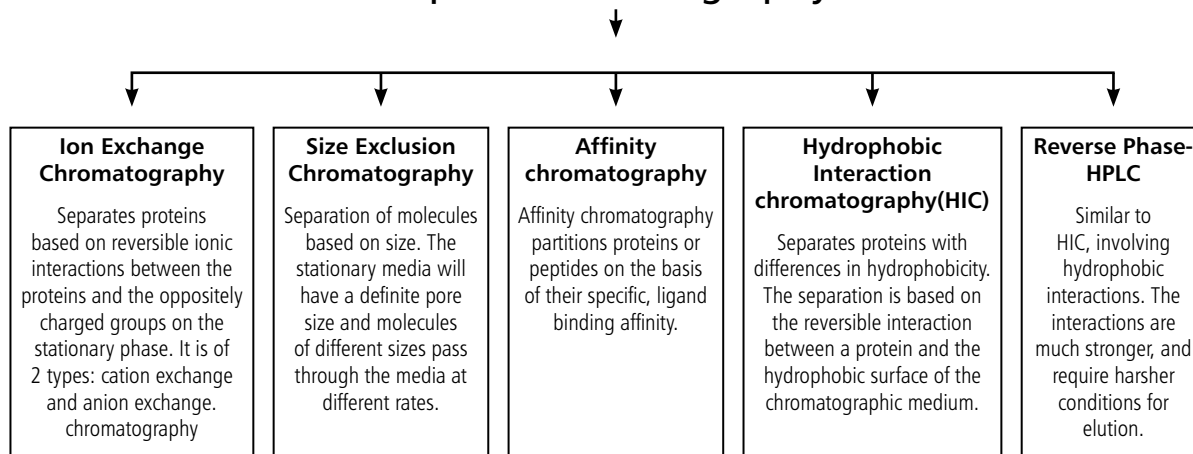 Ion Exchange
Chromatography
Separates proteins
based on reversible ionic
interactions between the
proteins and the oppositely
charged groups on the
stationary phase. It is of
2 types: cation exchange
and anion exchange.
chromatography
Size Exclusion
Chromatography
Separation of molecules
based on size. The
stationary media will
have a definite pore
size and molecules
of different sizes pass
through the media at
different rates.
Affinity
chromatography
Affinity chromatography
partitions proteins or
peptides on the basis
of their specific, ligand
binding affinity.
Hydrophobic
Interaction
chromatography(HIC)
Separates proteins with
differences in hydrophobicity.
The separation is based on
the reversible interaction
between a protein and the
hydrophobic surface of the
chromatographic medium.
Reverse Phase-
HPLC
Similar to
HIC, involving
hydrophobic
interactions. The
interactions are
much stronger, and
require harsher
conditions for
elution.